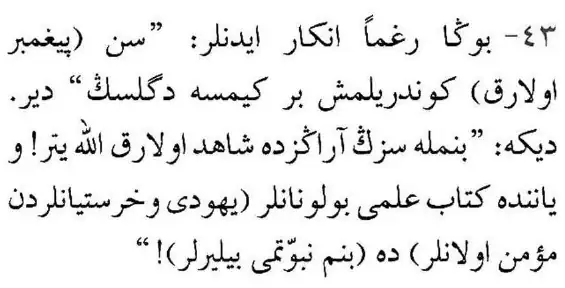 ٤٣- بوڭا رغماً انكار ايدنلر: ”سن (پيغمبر
اولارق) كوندريلمش بر كيمسه دگلسڭ“ دير.
ديكه: ”بنمله سزڭ آراڭزده شاهد اولارق الله يتر! و
ياننده كتاب علمى بولونانلر (يهودى و خرستيانلردن
مؤمن اولانلر) ده (بنم نبوّتمى بيليرلر)!“